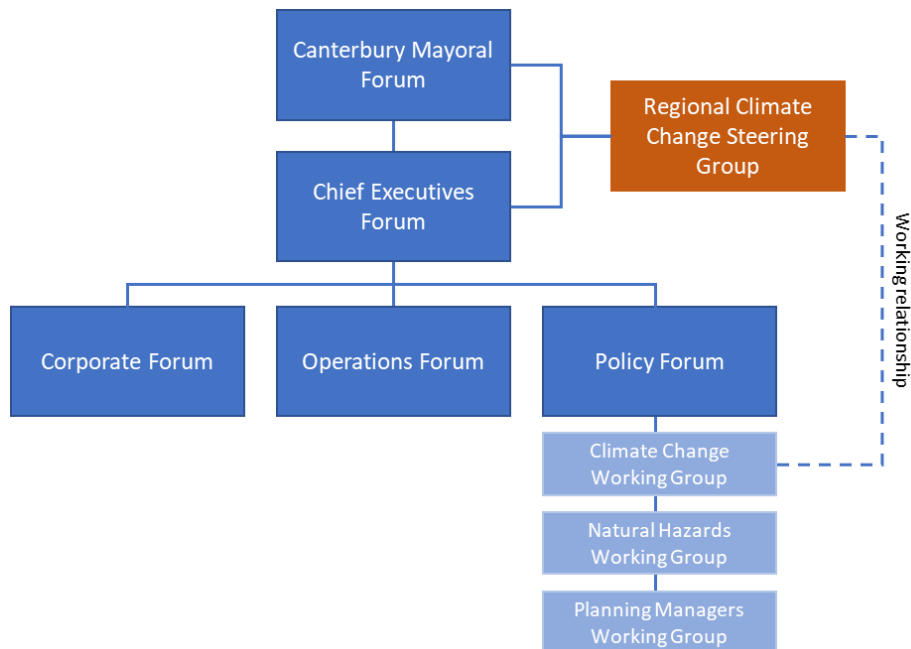 Canterbury Mayoral
Forum
Regional Climate
Change Steering
Group
Chief Executives
Forum
Working relationship
Corporate Forum
Operations Forum
Policy Forum
Climate Change
Working Group
Natural Hazards
Working Group
Planning Managers
Working Group